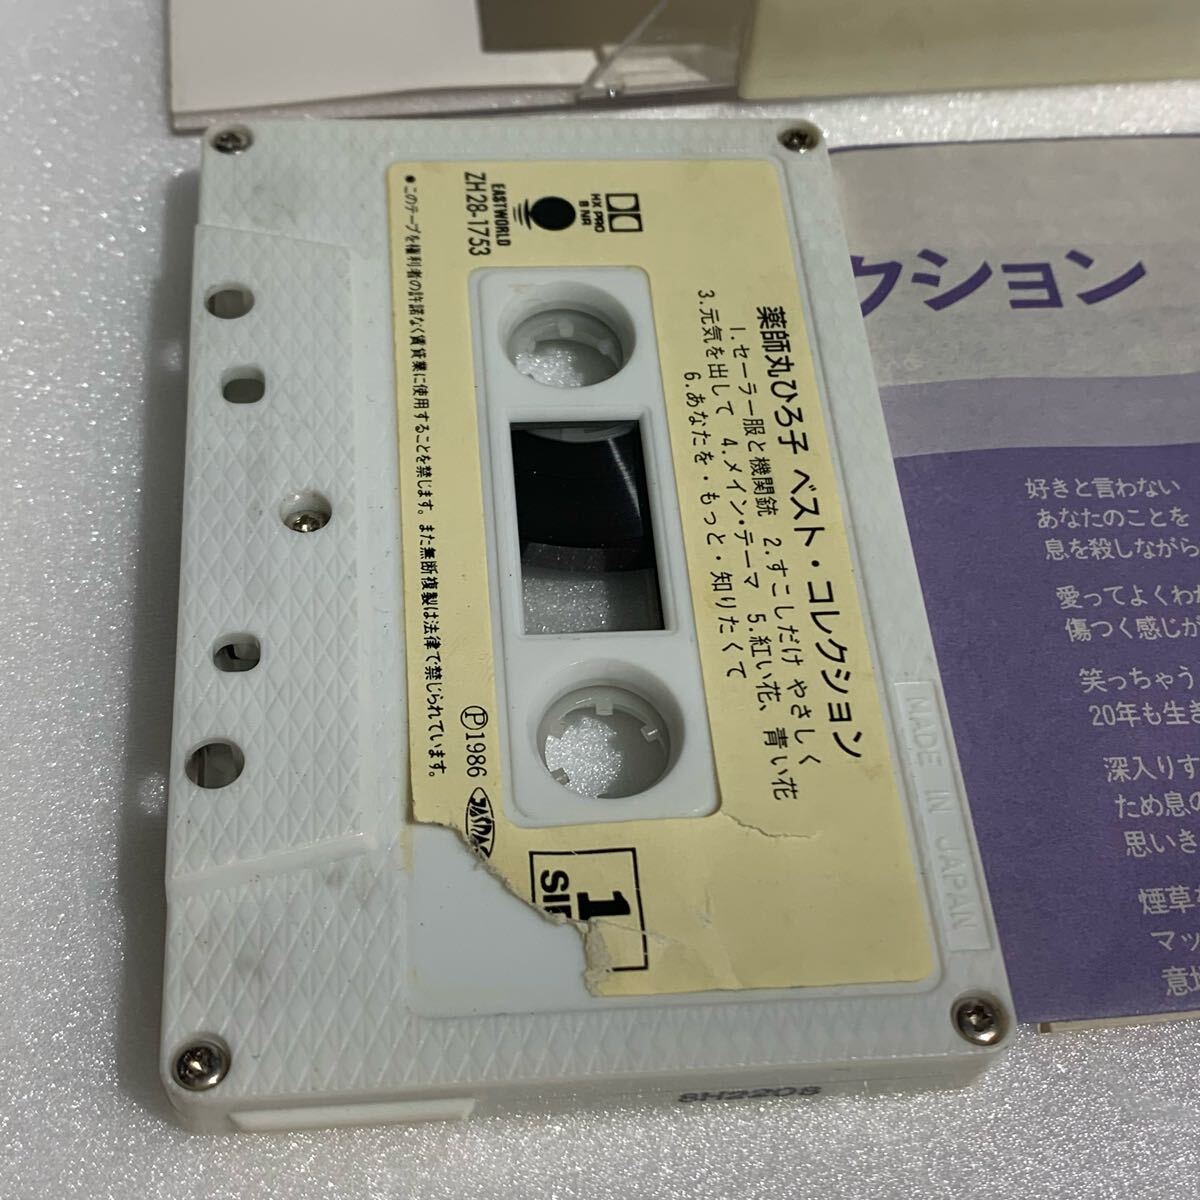 薬師丸ひろ子 ベスト・コレクション
1.セーラー服と機関銃 2.すこしだけ やさしく
3.元気を出して 4.メイン・テーマ 5.紅い花、青い花
6.あなたを・もっと・知りたくて
HX PRO
B NR
EASTWORLD
ZH28-1753
●このテープを権利者の許諾なく賃貸業に使用することを禁じます。また無断複製は法律で禁じられています。
Ⓟ1986
JASRAC
1
SIDE
MADE IN JAPAN
SH2208
クション
好きと言わない
あなたのことを
息を殺しながら
愛ってよくわか
傷つく感じが
笑っちゃう
20年も生き
深入りす
ため息の
思いき
煙草
マッ
意地